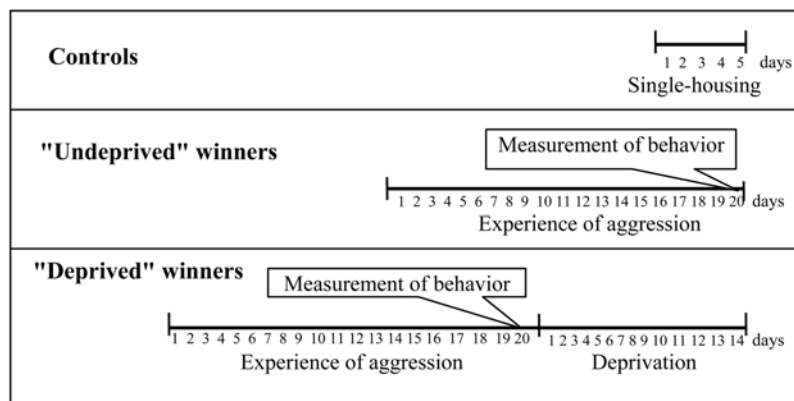 Controls
1 2 3 4 5 days
Single-housing
"Undeprived" winners
Measurement of behavior
1 2 3 4 5 6 7 8 9 10 11 12 13 14 15 16 17 18 19 20 days
Experience of aggression
"Deprived" winners
Measurement of behavior
1 2 3 4 5 6 7 8 9 10 11 12 13 14 15 16 17 18 19 20 1 2 3 4 5 6 7 8 9 10 11 12 13 14 days
Experience of aggression Deprivation